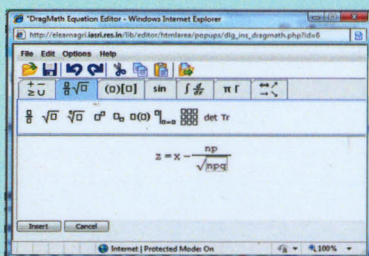 "DragMath Equation Editor - Windows Internet Explorer
http://elearnagri.iasri.res.in/lib/editor/htmlarea/popups/dlg_ins_dragmath.php?id=6
File Edit Options Help
(□)[□] sin ∫ d/dx π Γ
□/□ √□ ⁿ√□ □(□) □|□=□ det Tr
z = x - np/√npq
Insert Cancel
Internet | Protected Mode: On 100%